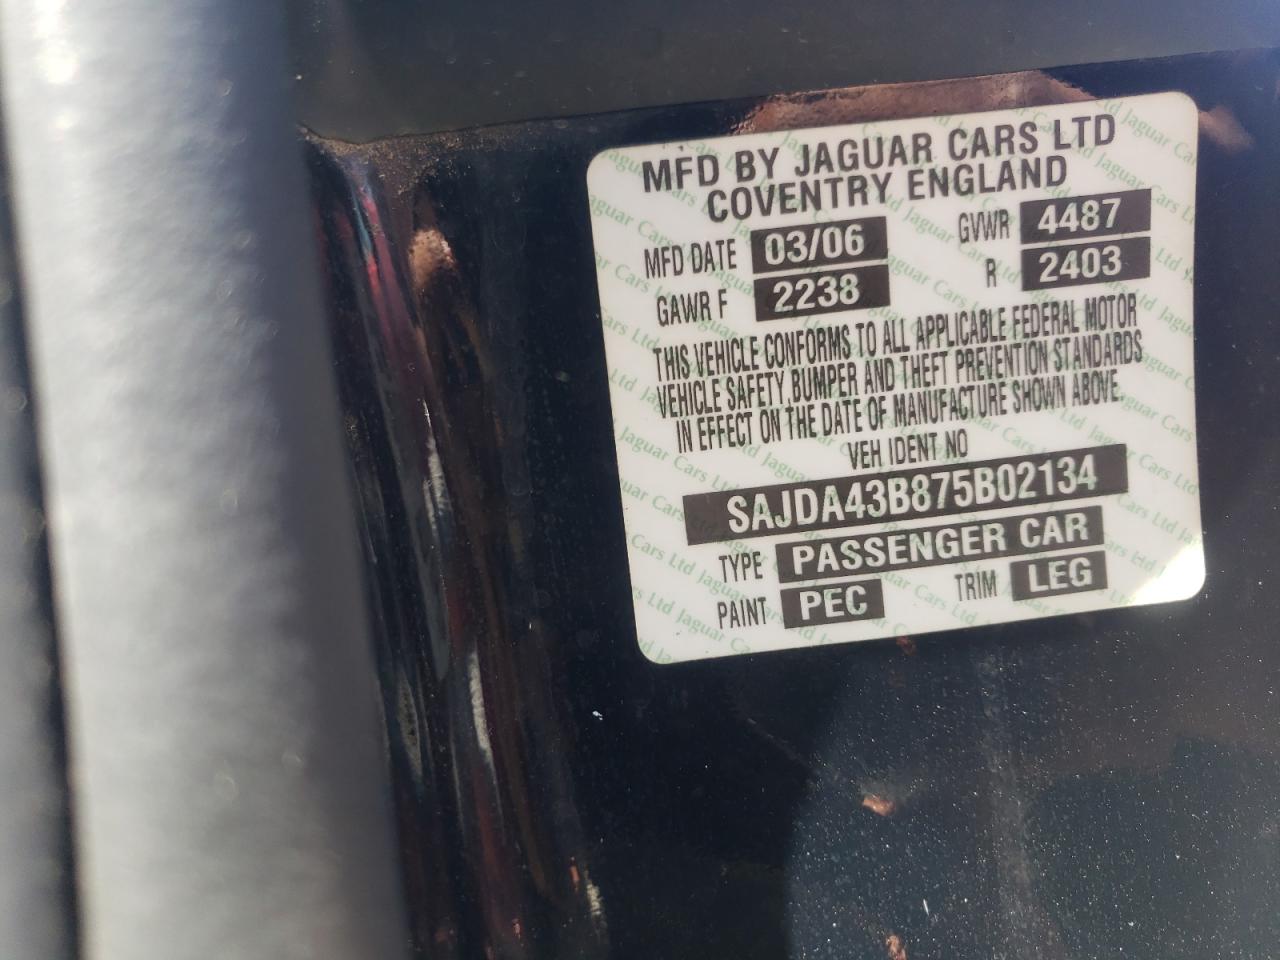 MFD BY JAGUAR CARS LTD
COVENTRY ENGLAND
MFD DATE 03/06 GVWR 4487
GAWR F 2238 R 2403
THIS VEHICLE CONFORMS TO ALL APPLICABLE FEDERAL MOTOR
VEHICLE SAFETY, BUMPER AND THEFT PREVENTION STANDARDS
IN EFFECT ON THE DATE OF MANUFACTURE SHOWN ABOVE.
VEH IDENT NO
SAJDA43B875B02134
TYPE PASSENGER CAR
PAINT PEC TRIM LEG